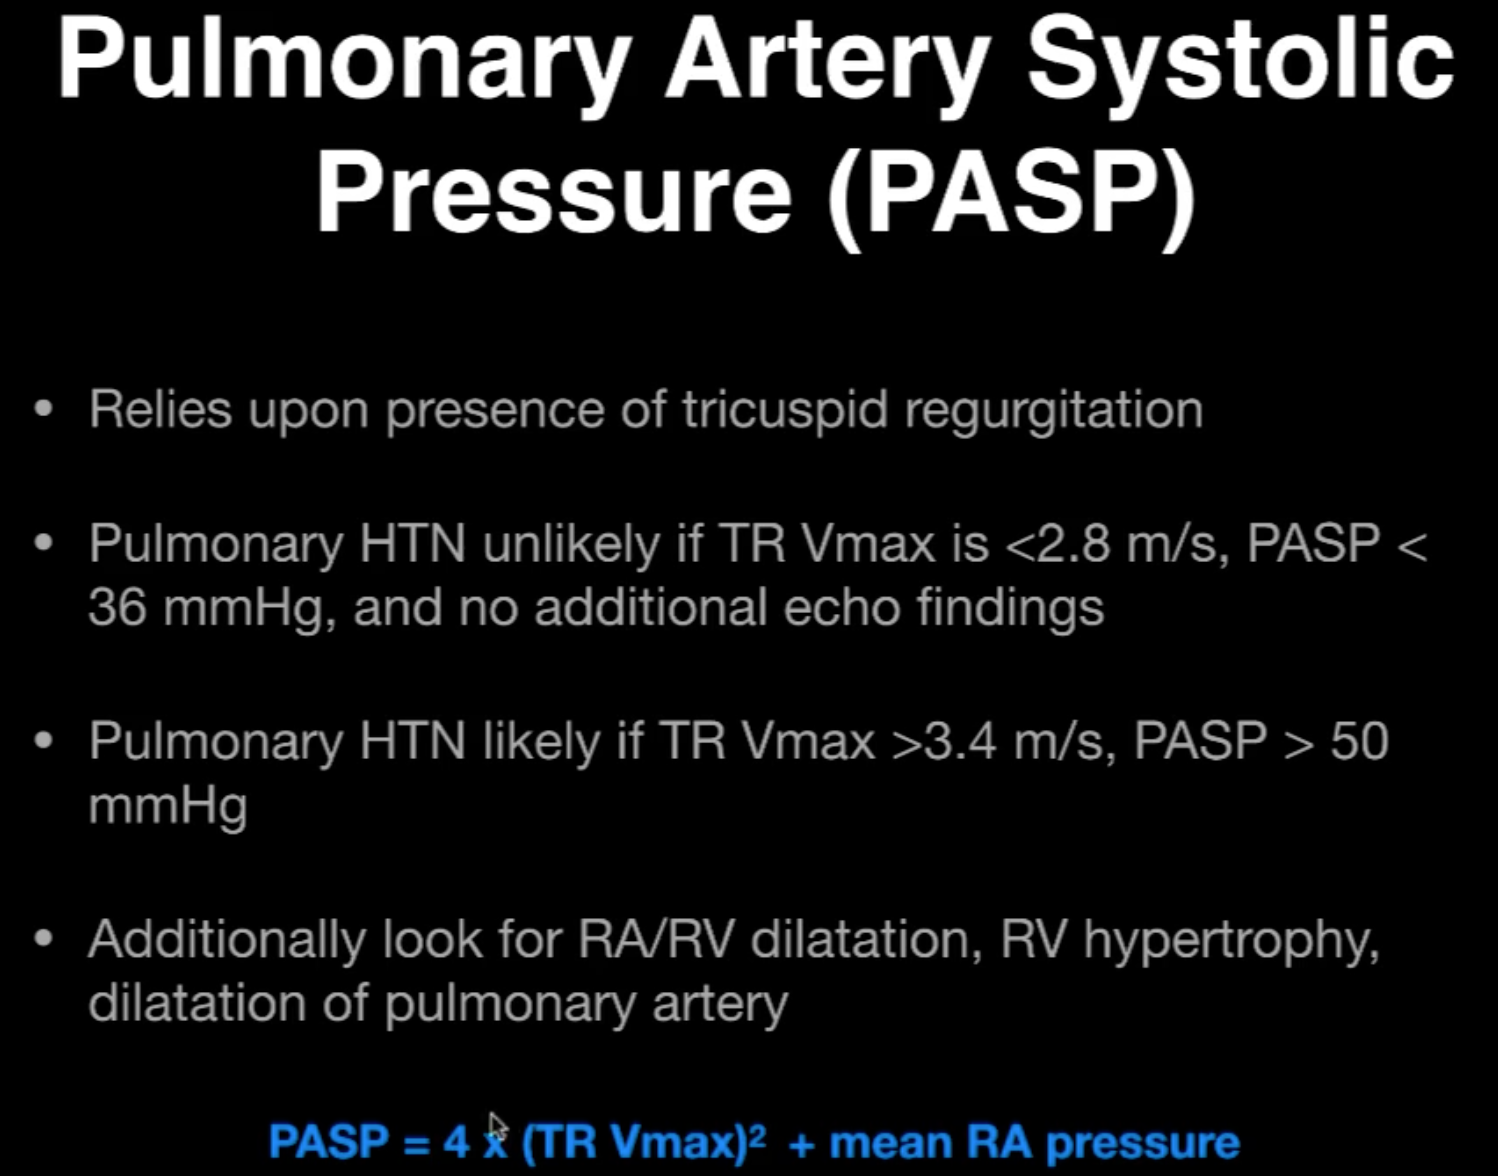 Pulmonary Artery Systolic
Pressure (PASP)
• Relies upon presence of tricuspid regurgitation
• Pulmonary HTN unlikely if TR Vmax is <2.8 m/s, PASP <
36 mmHg, and no additional echo findings
• Pulmonary HTN likely if TR Vmax >3.4 m/s, PASP > 50
mmHg
• Additionally look for RA/RV dilatation, RV hypertrophy,
dilatation of pulmonary artery
PASP = 4 x (TR Vmax)² + mean RA pressure